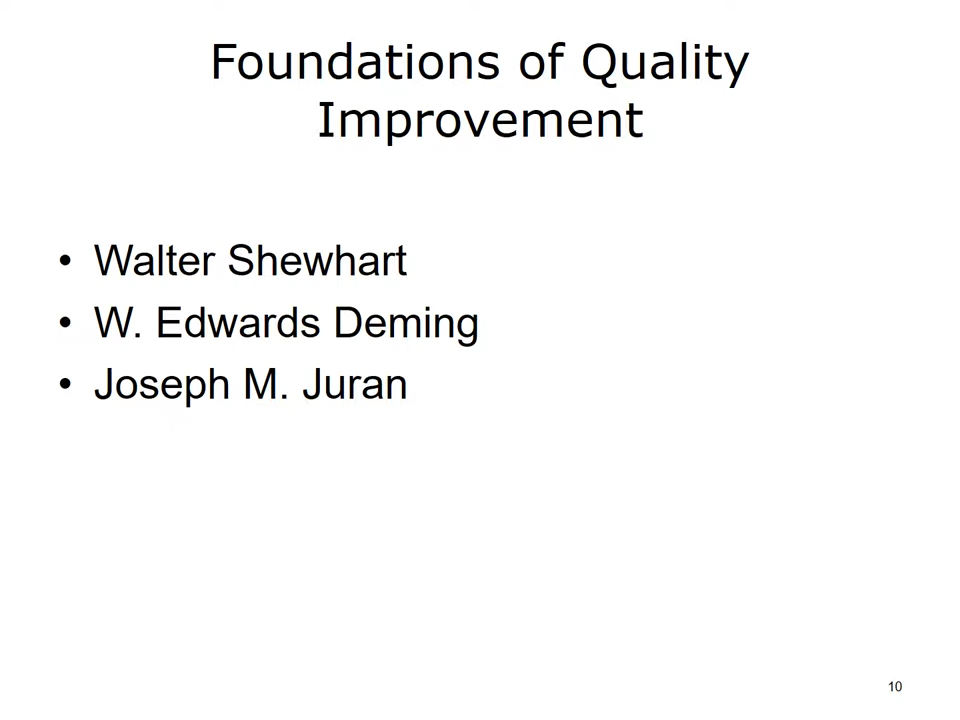 Foundations of Quality
Improvement
• Walter Shewhart
• W. Edwards Deming
• Joseph M. Juran
10